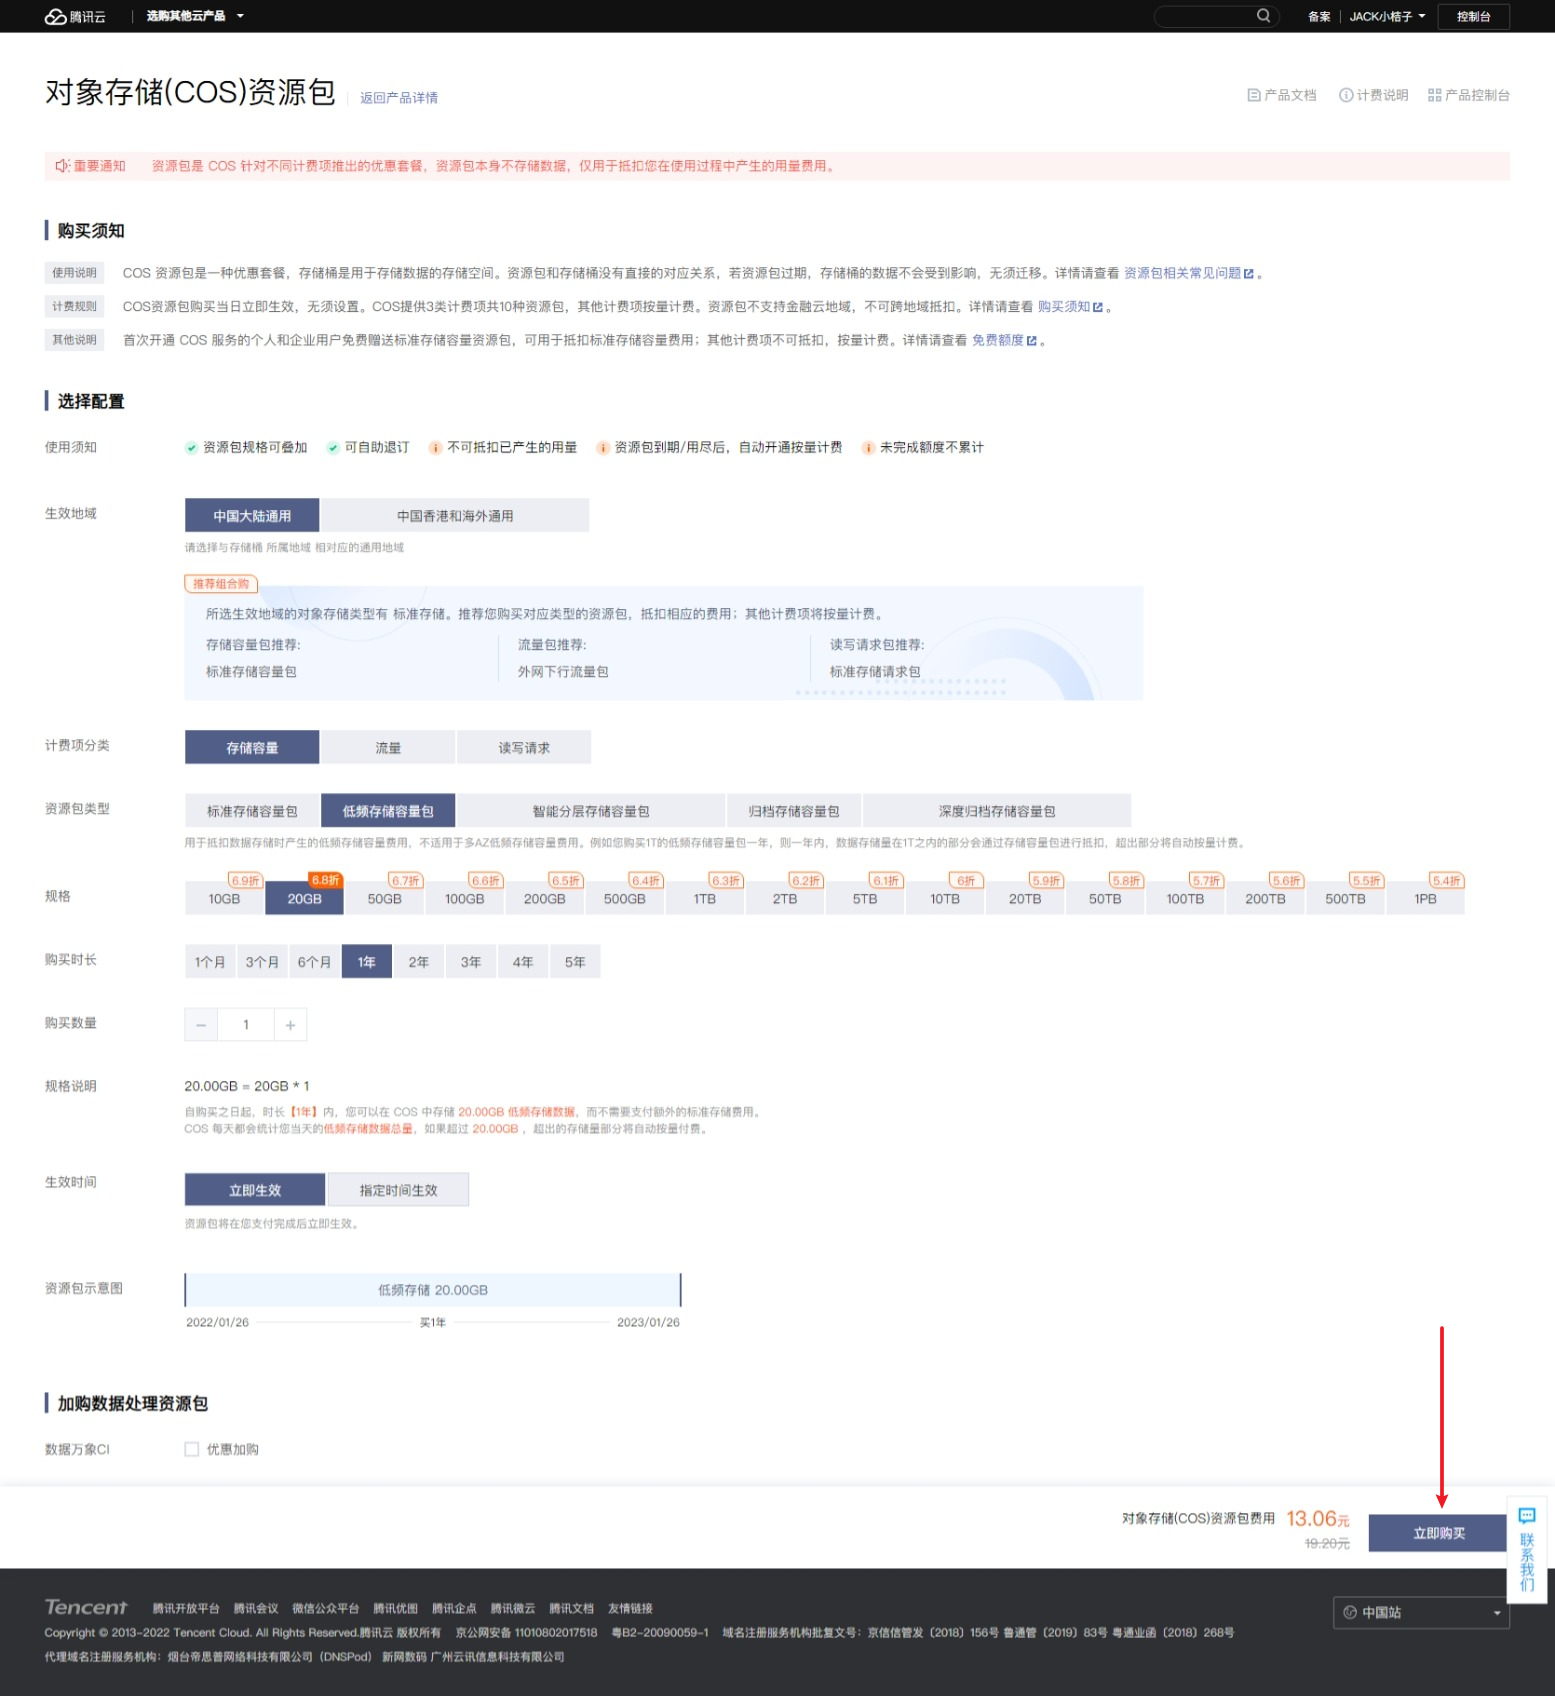 腾讯云 选购其他云产品 备案 JACK小桔子 控制台
对象存储(COS)资源包 返回产品详情 产品文档 计费说明 产品控制台
重要通知 资源包是 COS 针对不同计费项推出的优惠套餐，资源包本身不存储数据，仅用于抵扣您在使用过程中产生的用量费用。
购买须知
使用说明 COS 资源包是一种优惠套餐，存储桶是用于存储数据的存储空间。资源包和存储桶没有直接的对应关系，若资源包过期，存储桶的数据不会受到影响，无须迁移。详情请查看 资源包相关常见问题 。
计费规则 COS资源包购买当日立即生效，无须设置。COS提供3类计费项共10种资源包，其他计费项按量计费。资源包不支持金融云地域，不可跨地域抵扣。详情请查看 购买须知 。
其他说明 首次开通 COS 服务的个人和企业用户免费赠送标准存储容量资源包，可用于抵扣标准存储容量费用；其他计费项不可抵扣，按量计费。详情请查看 免费额度 。
选择配置
使用须知 资源包规格可叠加 可自助退订 不可抵扣已产生的用量 资源包到期/用尽后，自动开通按量计费 未完成额度不累计
生效地域 中国大陆通用 中国香港和海外通用
请选择与存储桶 所属地域 相对应的通用地域
推荐组合购
所选生效地域的对象存储类型有 标准存储。推荐您购买对应类型的资源包，抵扣相应的费用；其他计费项将按量计费。
存储容量包推荐: 流量包推荐: 读写请求包推荐:
标准存储容量包 外网下行流量包 标准存储请求包
计费项分类 存储容量 流量 读写请求
资源包类型 标准存储容量包 低频存储容量包 智能分层存储容量包 归档存储容量包 深度归档存储容量包
用于抵扣数据存储时产生的低频存储容量费用，不适用于多AZ低频存储容量费用。例如您购买1T的低频存储容量包一年，则一年内，数据存储量在1T之内的部分会通过存储容量包进行抵扣，超出部分将自动按量计费。
6.9折 6.8折 6.7折 6.6折 6.5折 6.4折 6.3折 6.2折 6.1折 6折 5.9折 5.8折 5.7折 5.6折 5.5折 5.4折
规格 10GB 20GB 50GB 100GB 200GB 500GB 1TB 2TB 5TB 10TB 20TB 50TB 100TB 200TB 500TB 1PB
购买时长 1个月 3个月 6个月 1年 2年 3年 4年 5年
购买数量 − 1 +
规格说明 20.00GB = 20GB * 1
自购买之日起，时长【1年】内，您可以在 COS 中存储 20.00GB 低频存储数据，而不需要支付额外的标准存储费用。
COS 每天都会统计您当天的低频存储数据总量，如果超过 20.00GB ，超出的存储量部分将自动按量付费。
生效时间 立即生效 指定时间生效
资源包将在您支付完成后立即生效。
资源包示意图 低频存储 20.00GB
2022/01/26 买1年 2023/01/26
加购数据处理资源包
数据万象CI 优惠加购
对象存储(COS)资源包费用 13.06元
19.20元
立即购买
联系我们
Tencent 腾讯开放平台 腾讯会议 微信公众平台 腾讯优图 腾讯企点 腾讯微云 腾讯文档 友情链接
中国站
Copyright © 2013-2022 Tencent Cloud. All Rights Reserved.腾讯云 版权所有 京公网安备 11010802017518 粤B2-20090059-1 域名注册服务机构批复文号：京信信管发〔2018〕156号 鲁通管〔2019〕83号 粤通业函〔2018〕268号
代理域名注册服务机构：烟台帝思普网络科技有限公司（DNSPod） 新网数码 广州云讯信息科技有限公司